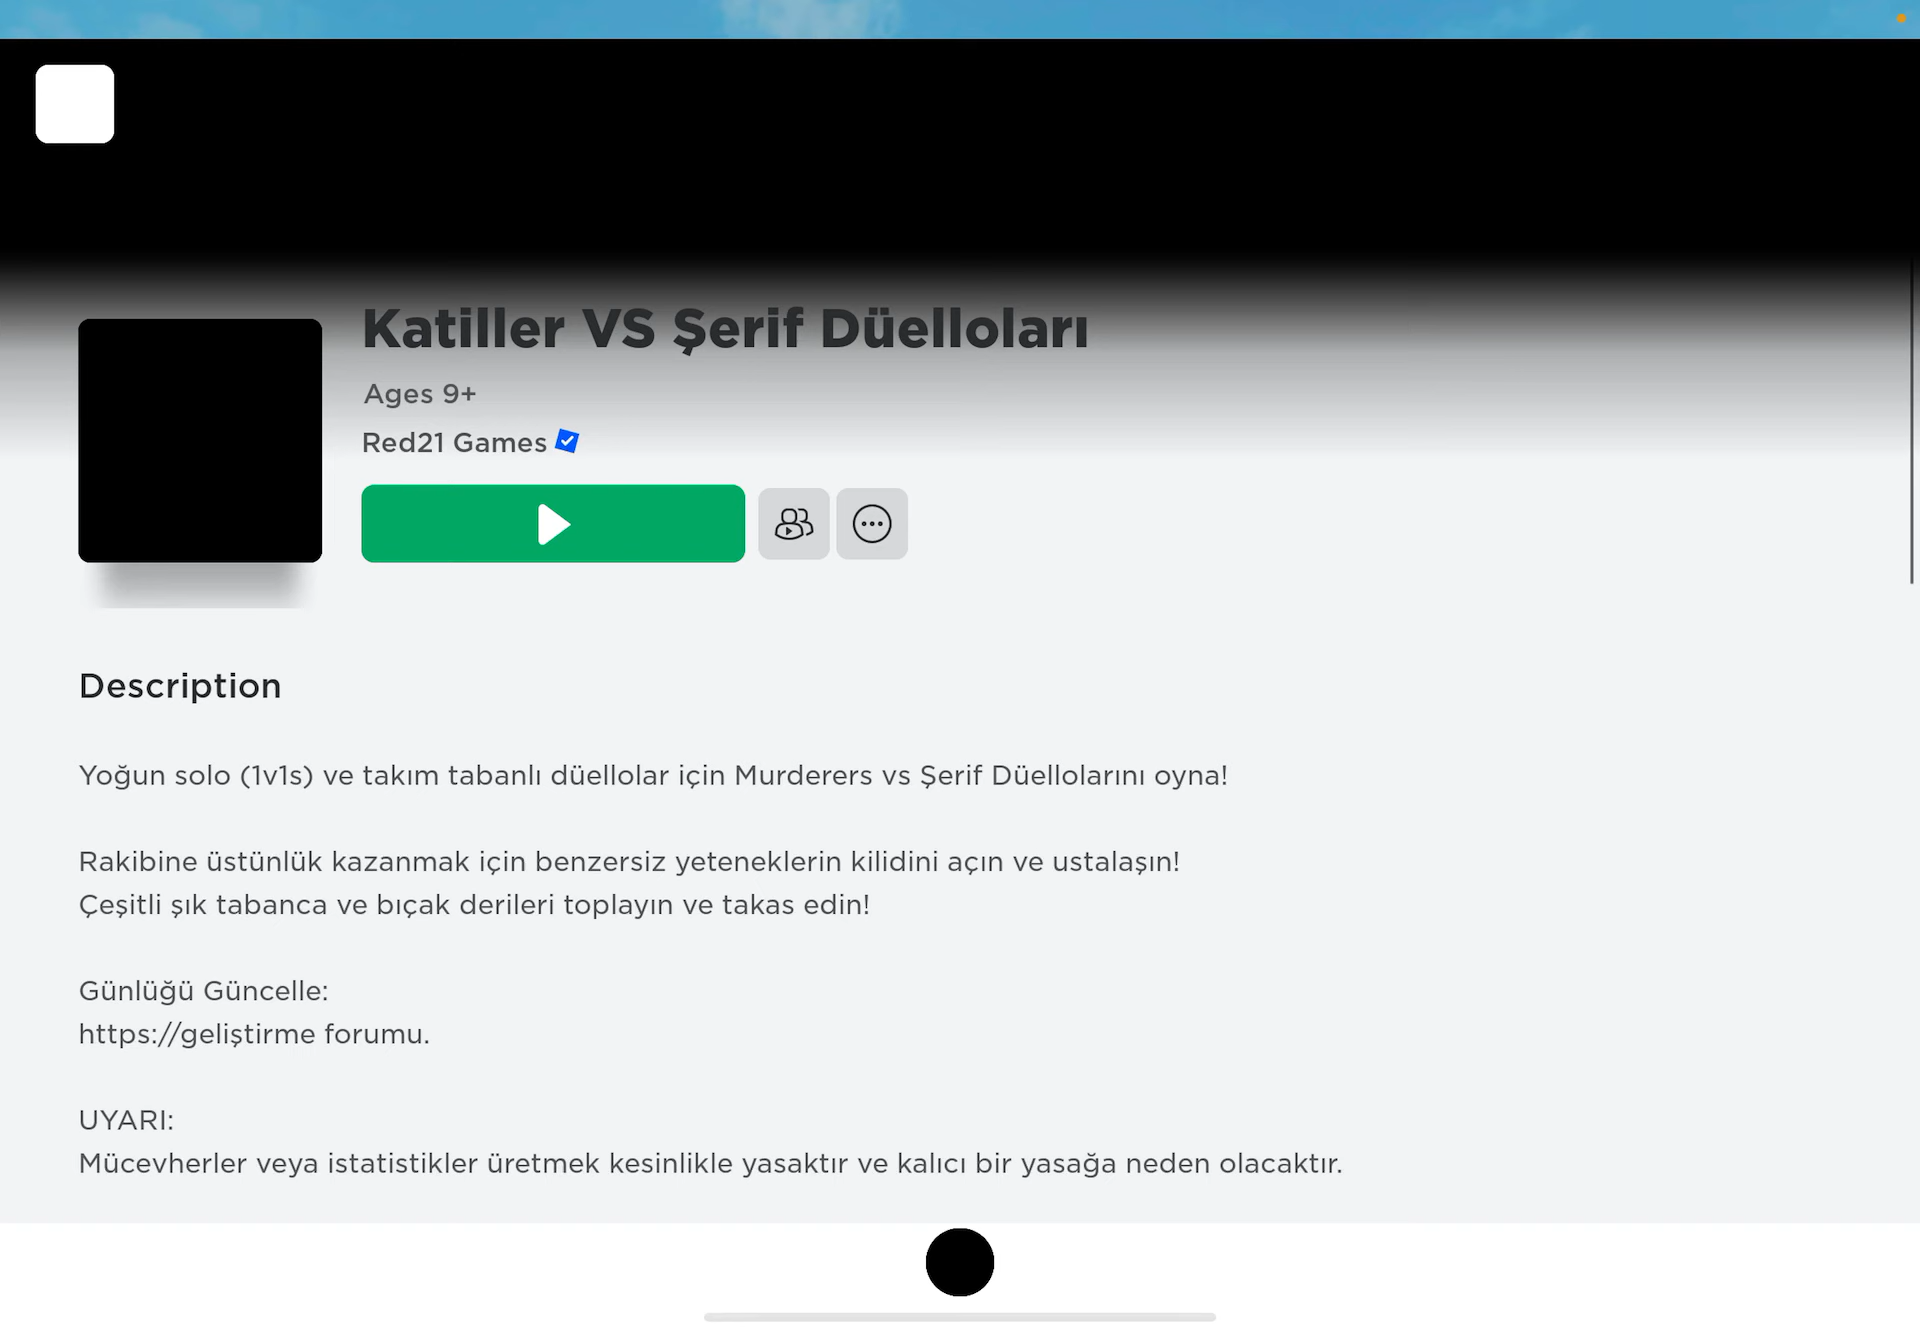 Katiller VS Şerif Düelloları
Ages 9+
Red21 Games
Description
Yoğun solo (1v1s) ve takım tabanlı düellolar için Murderers vs Şerif Düellolarını oyna!
Rakibine üstünlük kazanmak için benzersiz yeteneklerin kilidini açın ve ustalaşın!
Çeşitli şık tabanca ve bıçak derileri toplayın ve takas edin!
Günlüğü Güncelle:
https://geliştirme forumu.
UYARI:
Mücevherler veya istatistikler üretmek kesinlikle yasaktır ve kalıcı bir yasağa neden olacaktır.